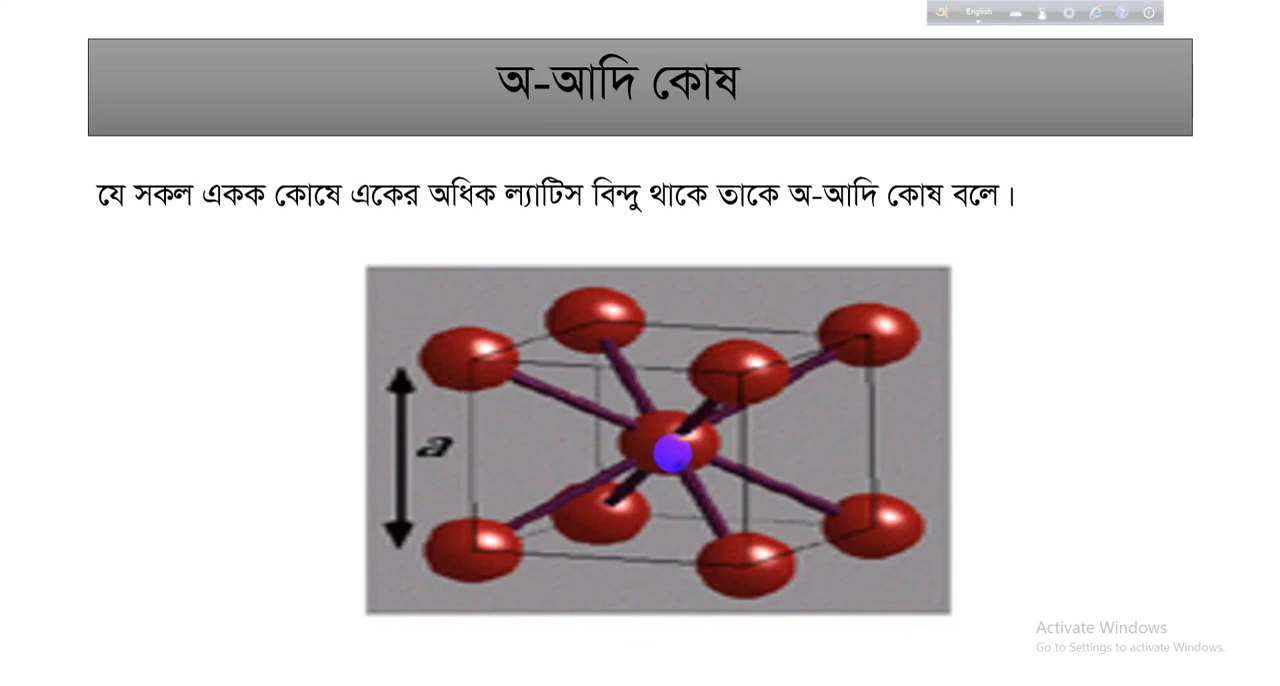 English
অ-আদি কোষ
যে সকল একক কোষে একের অধিক ল্যাটিস বিন্দু থাকে তাকে অ-আদি কোষ বলে।
a
Activate Windows
Go to Settings to activate Windows.